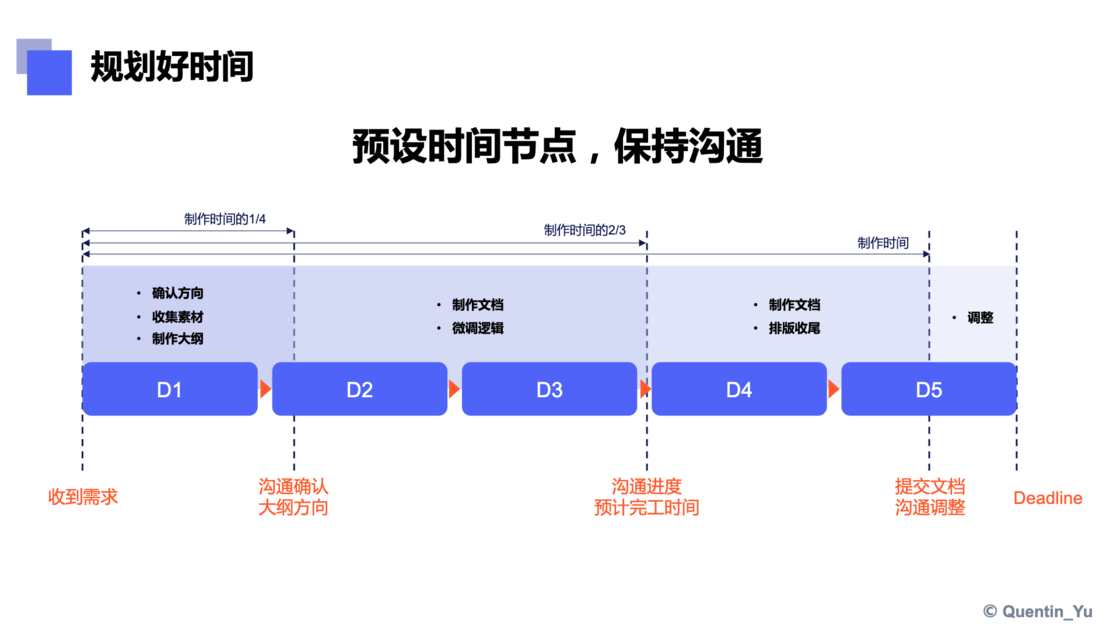 规划好时间
预设时间节点，保持沟通
制作时间的1/4
制作时间的2/3
制作时间
• 确认方向
• 收集素材
• 制作大纲
• 制作文档
• 微调逻辑
• 制作文档
• 排版收尾
• 调整
D1
D2
D3
D4
D5
收到需求
沟通确认
大纲方向
沟通进度
预计完工时间
提交文档
沟通调整
Deadline
© Quentin_Yu